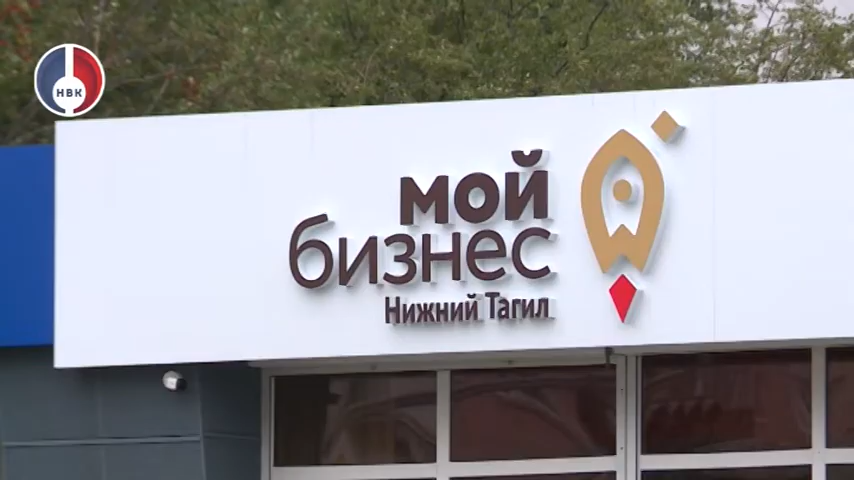 НВК
мой
бизнес
Нижний Тагил